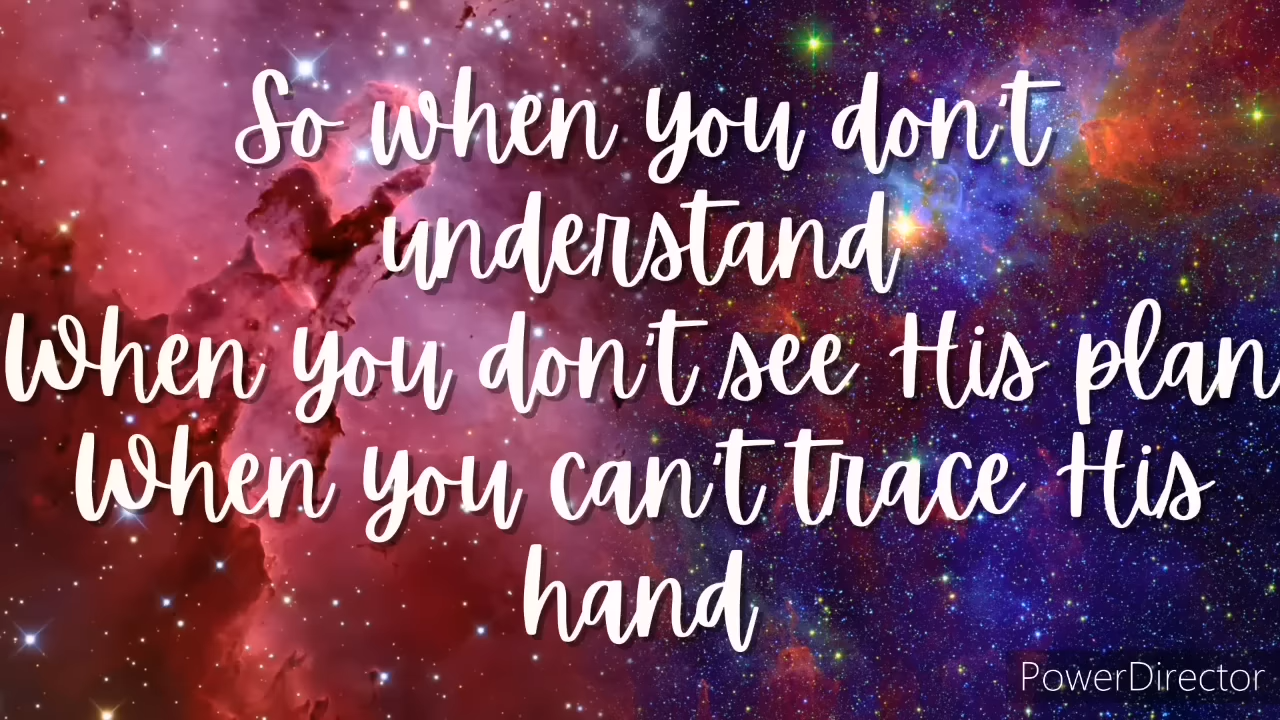 So when you don't
understand
When you don't see His plan
When you can't trace His
hand
PowerDirector